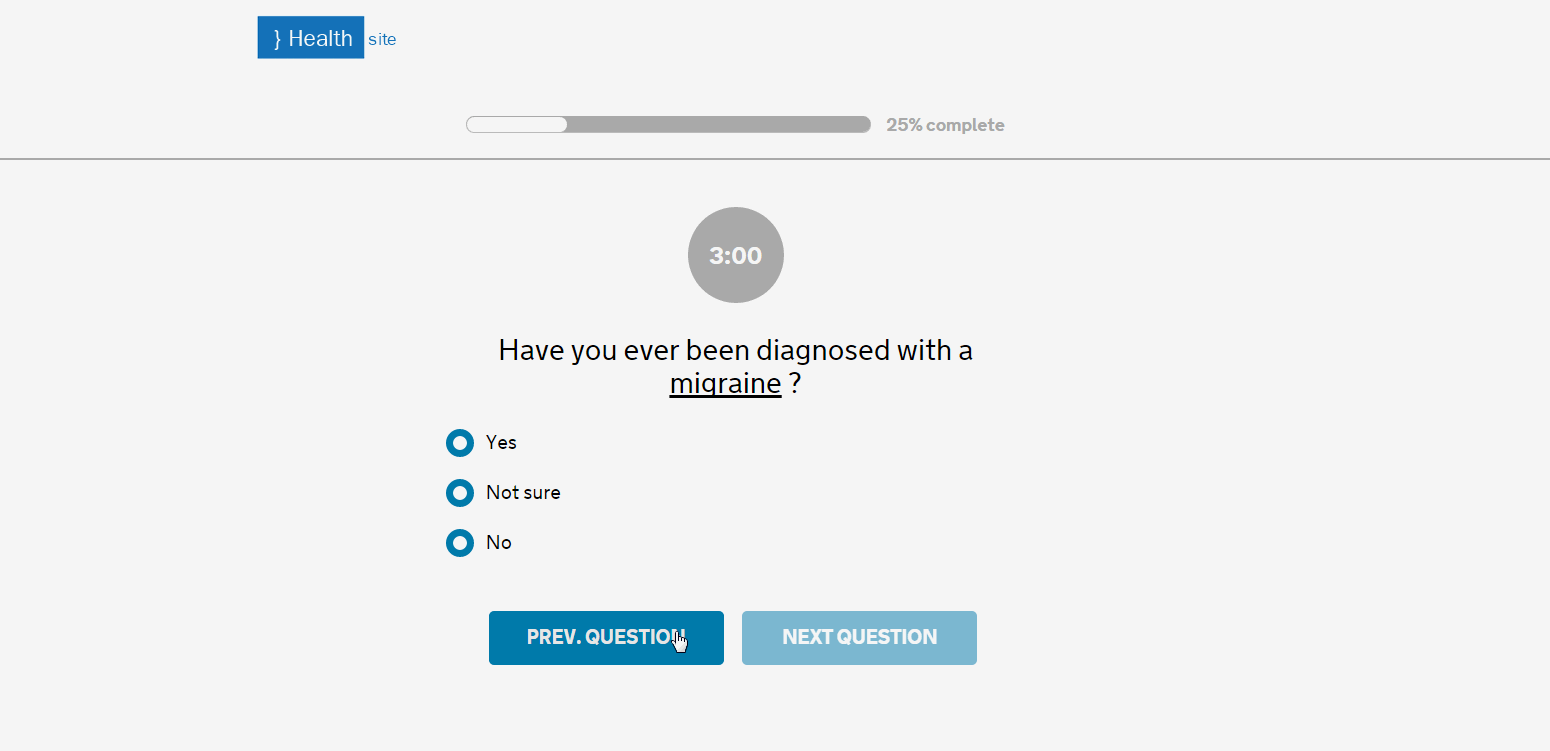 } Health site
25% complete
3:00
Have you ever been diagnosed with a
migraine ?
Yes
Not sure
No
PREV. QUESTION NEXT QUESTION